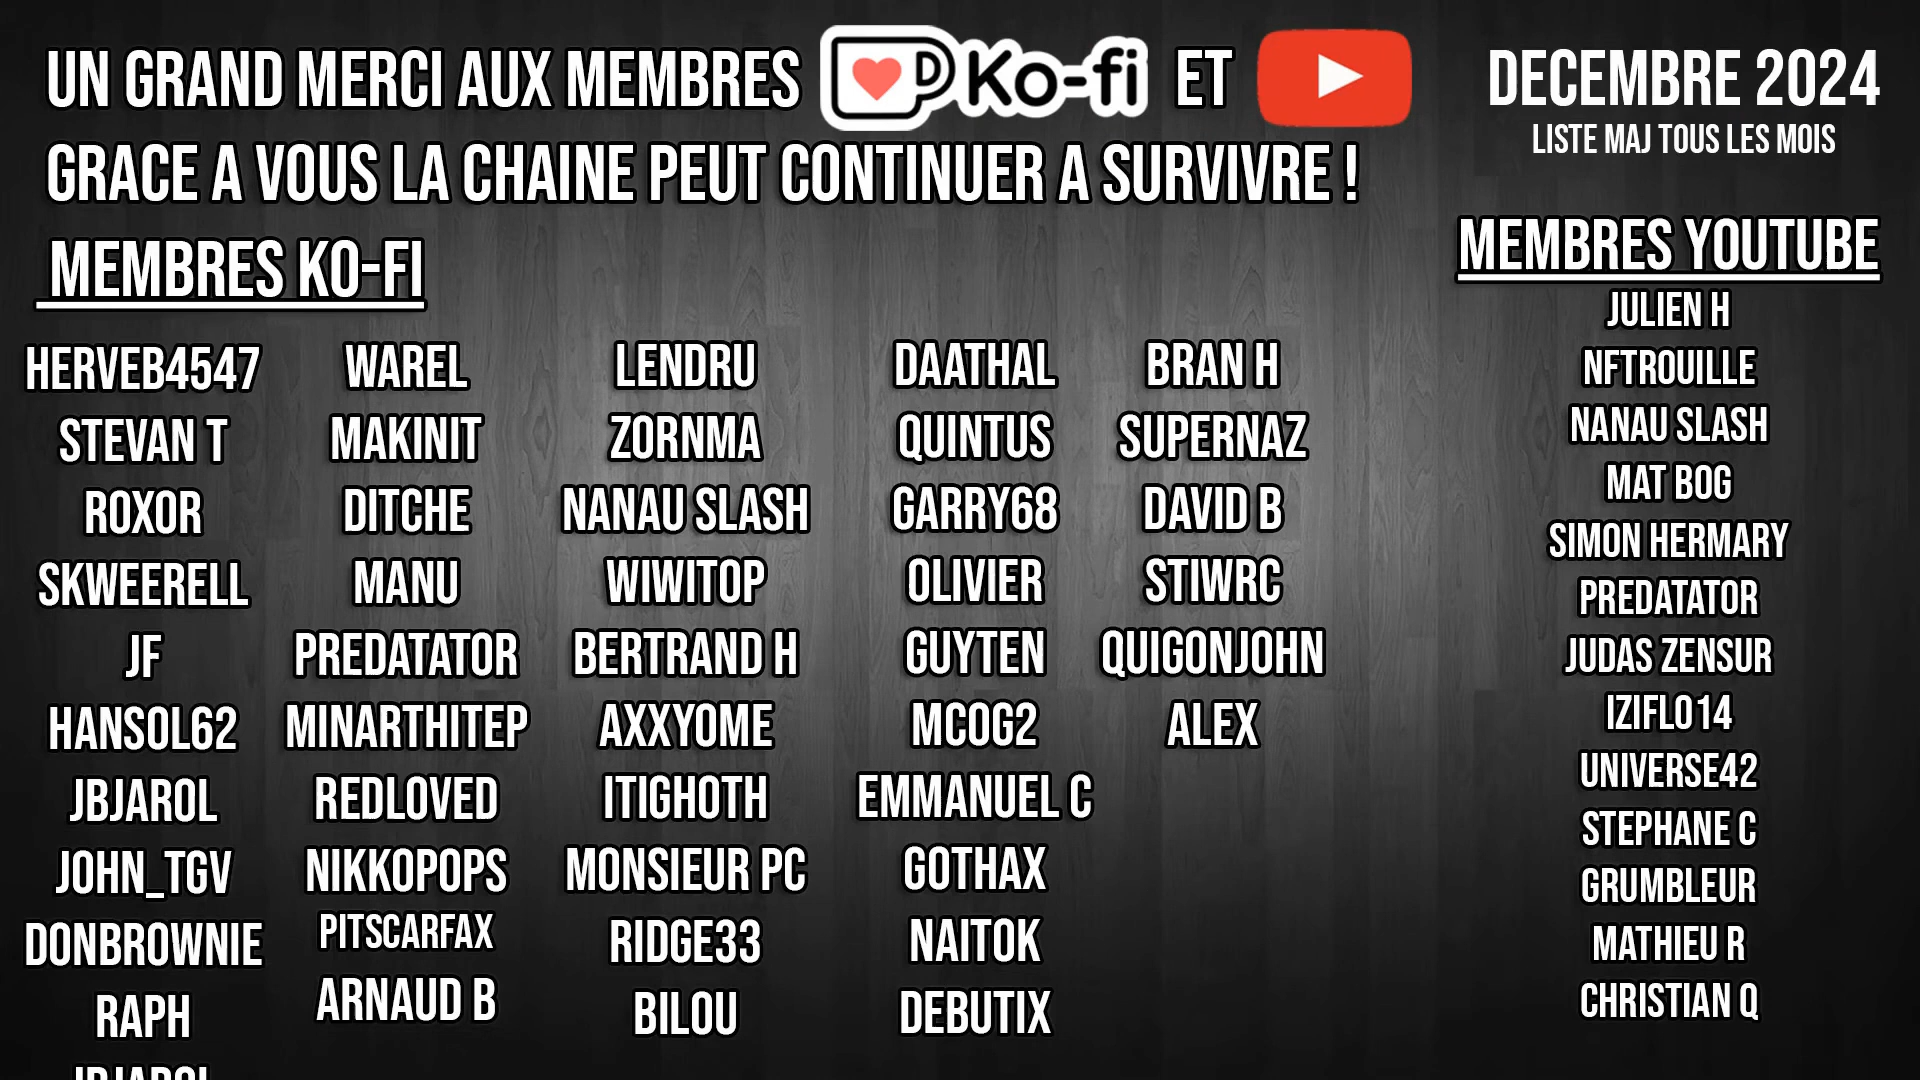 UN GRAND MERCI AUX MEMBRES Ko-fi ET
GRACE A VOUS LA CHAINE PEUT CONTINUER A SURVIVRE !
DECEMBRE 2024
LISTE MAJ TOUS LES MOIS
MEMBRES KO-FI
HERVEB4547
STEVAN T
ROXOR
SKWEERELL
JF
HANSOL62
JBJAROL
JOHN_TGV
DONBROWNIE
RAPH
WAREL
MAKINIT
DITCHE
MANU
PREDATATOR
MINARTHITEP
REDLOVED
NIKKOPOPS
PITSCARFAX
ARNAUD B
LENDRU
ZORNMA
NANAU SLASH
WIWITOP
BERTRAND H
AXXYOME
ITIGHOTH
MONSIEUR PC
RIDGE33
BILOU
DAATHAL
QUINTUS
GARRY68
OLIVIER
GUYTEN
MCOG2
EMMANUEL C
GOTHAX
NAITOK
DEBUTIX
BRAN H
SUPERNAZ
DAVID B
STIWRC
QUIGONJOHN
ALEX
MEMBRES YOUTUBE
JULIEN H
NFTROUILLE
NANAU SLASH
MAT BOG
SIMON HERMARY
PREDATATOR
JUDAS ZENSUR
IZIFLO14
UNIVERSE42
STEPHANE C
GRUMBLEUR
MATHIEU R
CHRISTIAN Q